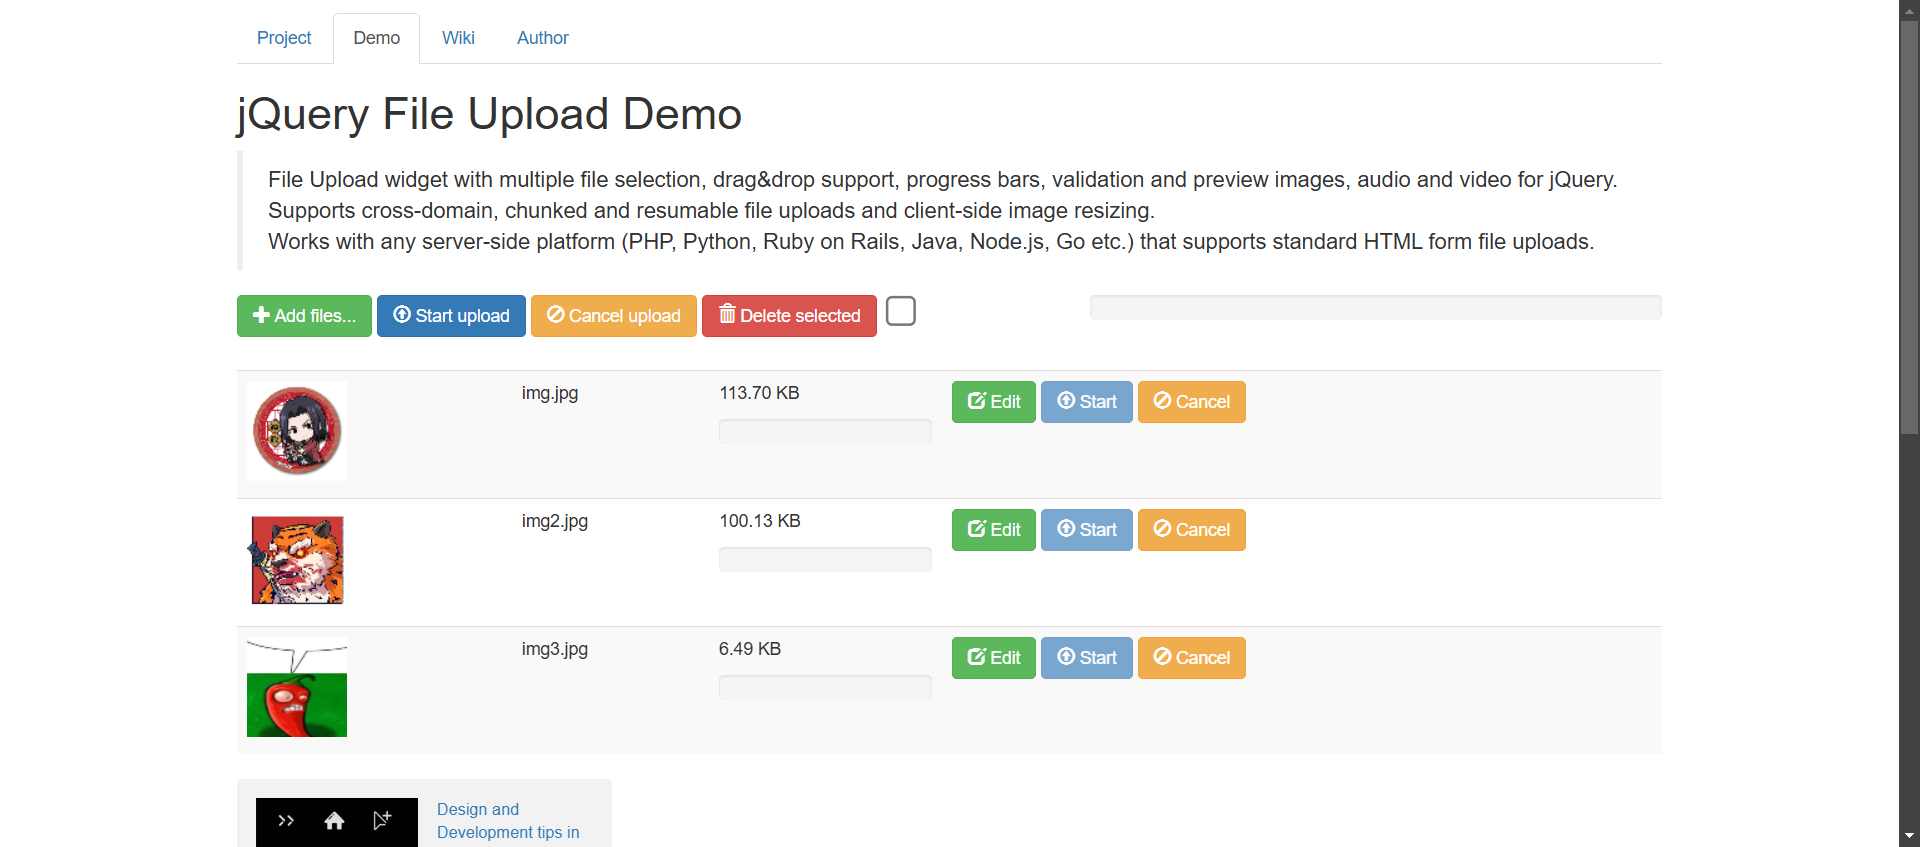 Project Demo Wiki Author
jQuery File Upload Demo
File Upload widget with multiple file selection, drag&drop support, progress bars, validation and preview images, audio and video for jQuery.
Supports cross-domain, chunked and resumable file uploads and client-side image resizing.
Works with any server-side platform (PHP, Python, Ruby on Rails, Java, Node.js, Go etc.) that supports standard HTML form file uploads.
Add files... Start upload Cancel upload Delete selected
img.jpg 113.70 KB Edit Start Cancel
img2.jpg 100.13 KB Edit Start Cancel
img3.jpg 6.49 KB Edit Start Cancel
Design and
Development tips in